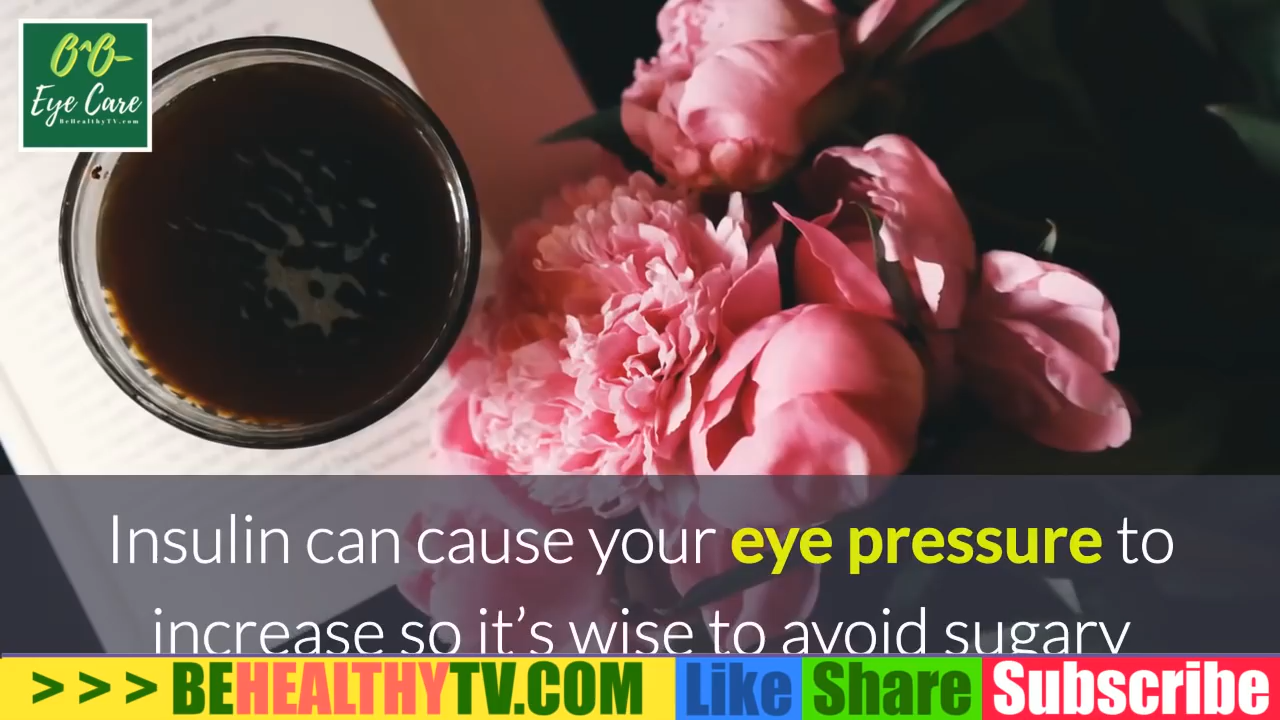 Eye Care
BeHealthyTV.com
Insulin can cause your eye pressure to
increase so it’s wise to avoid sugary
> > > BEHEALTHYTV.COM Like Share Subscribe